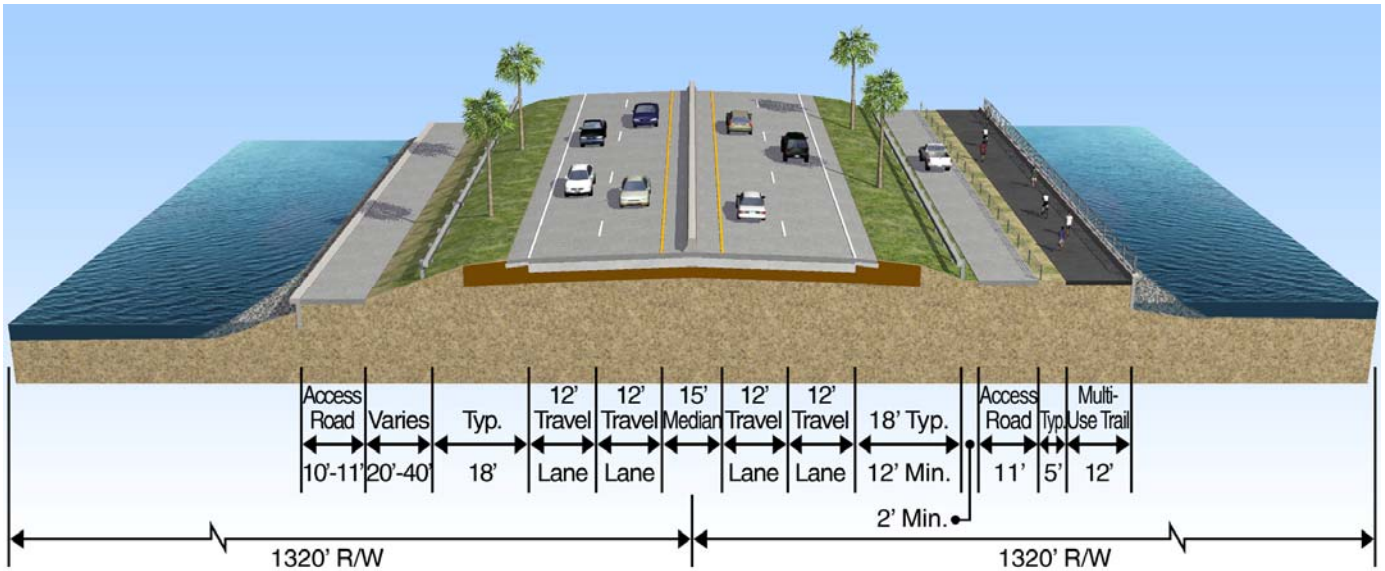 Access
Road
10'-11'
Varies
20'-40'
Typ.
18'
12'
Travel
Lane
12'
Travel
Lane
15'
Median
12'
Travel
Lane
12'
Travel
Lane
18' Typ.
12' Min.
2' Min.
Access
Road
11'
Typ.
5'
Multi-
Use Trail
12'
1320' R/W
1320' R/W